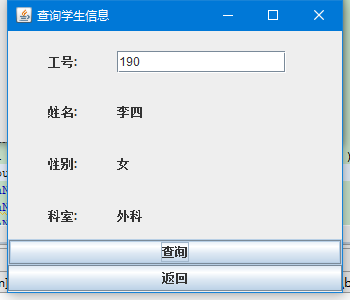 查询学生信息
工号: 190
姓名: 李四
性别: 女
科室: 外科
查询
返回